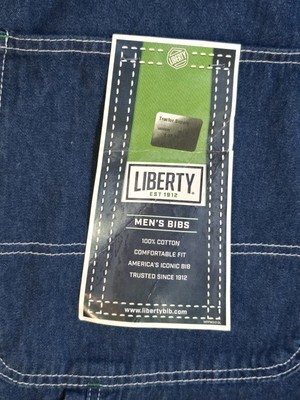 LIBERTY
LIBERTY
EST 1912
MEN'S BIBS
100% COTTON
COMFORTABLE FIT
AMERICA'S ICONIC BIB
TRUSTED SINCE 1912
www.libertybib.com